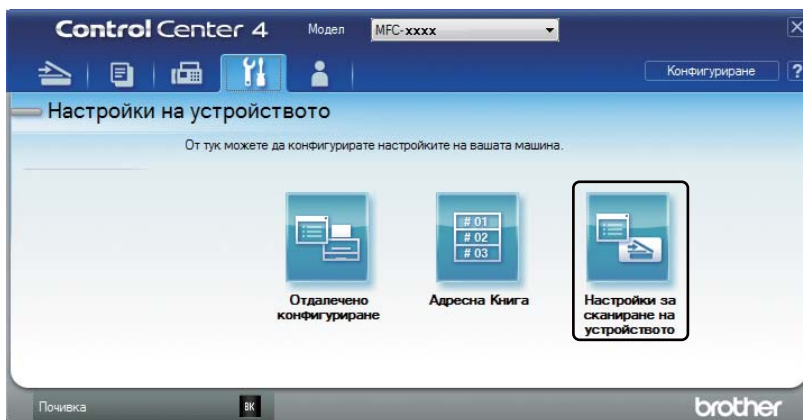 Control Center 4
Модел
MFC-xxxx
Конфигуриране
?
Настройки на устройството
От тук можете да конфигурирате настройките на вашата машина.
# 01
# 02
# 03
Отдалечено
конфигуриране
Адресна Книга
Настройки за
сканиране на
устройството
Почивка
BK
brother